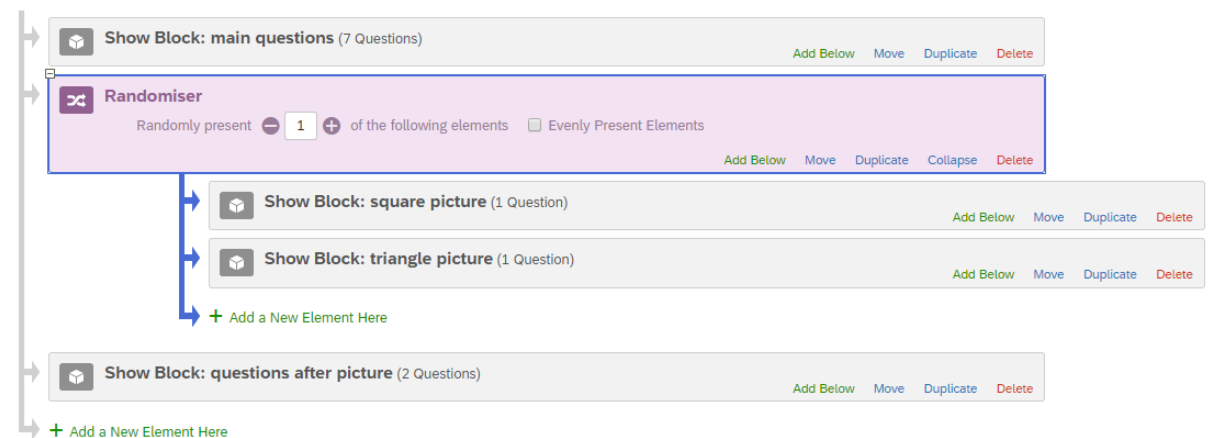 Show Block: main questions (7 Questions)
Add Below Move Duplicate Delete
Randomiser
Randomly present 1 of the following elements Evenly Present Elements
Add Below Move Duplicate Collapse Delete
Show Block: square picture (1 Question)
Add Below Move Duplicate Delete
Show Block: triangle picture (1 Question)
Add Below Move Duplicate Delete
+ Add a New Element Here
Show Block: questions after picture (2 Questions)
Add Below Move Duplicate Delete
+ Add a New Element Here